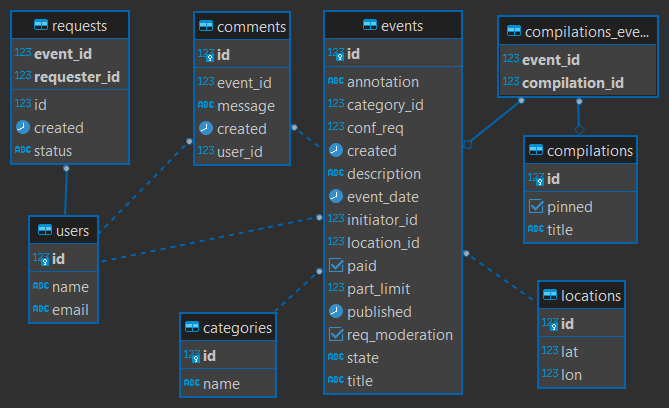 requests
123 event_id
123 requester_id
123 id
created
ABC status
comments
123 id
123 event_id
ABC message
123 created
123 user_id
events
123 id
ABC annotation
123 category_id
123 conf_req
created
ABC description
event_date
123 initiator_id
123 location_id
paid
123 part_limit
published
req_moderation
ABC state
ABC title
compilations_eve...
123 event_id
123 compilation_id
compilations
123 id
pinned
ABC title
users
123 id
ABC name
ABC email
categories
123 id
ABC name
locations
123 id
123 lat
123 lon